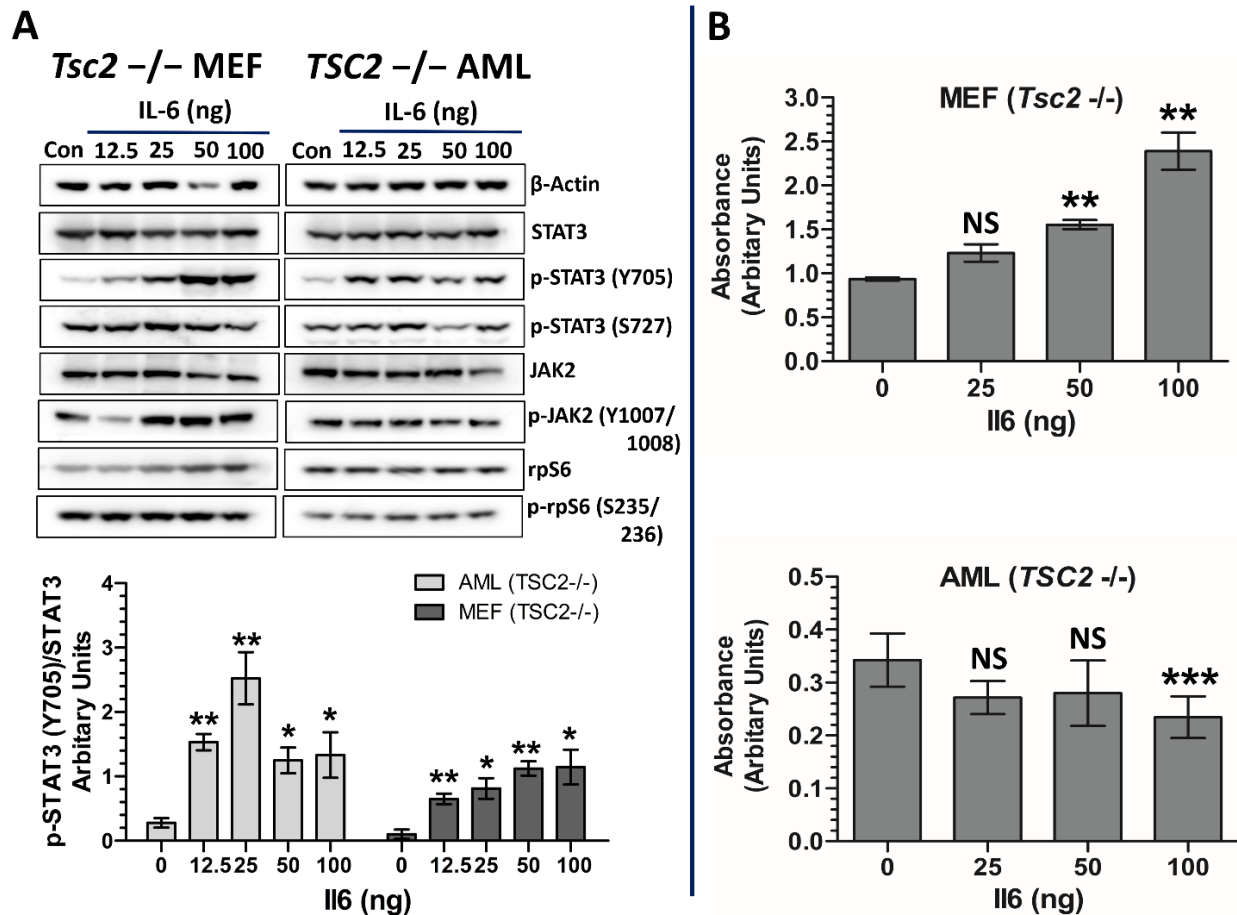 A
Tsc2 −/− MEF
TSC2 −/− AML
IL-6 (ng)
IL-6 (ng)
Con 12.5 25 50 100
Con 12.5 25 50 100
β-Actin
STAT3
p-STAT3 (Y705)
p-STAT3 (S727)
JAK2
p-JAK2 (Y1007/
1008)
rpS6
p-rpS6 (S235/
236)
p-STAT3 (Y705)/STAT3
Arbitary Units
4
3
2
1
0
AML (TSC2-/-)
MEF (TSC2-/-)
** ** * *
** * ** *
0 12.5 25 50 100
0 12.5 25 50 100
Il6 (ng)
B
MEF (Tsc2 -/-)
Absorbance
(Arbitary Units)
3.0
2.5
2.0
1.5
1.0
0.5
0.0
NS ** **
0 25 50 100
Il6 (ng)
AML (TSC2 -/-)
Absorbance
(Arbitary Units)
0.5
0.4
0.3
0.2
0.1
0.0
NS NS ***
0 25 50 100
Il6 (ng)